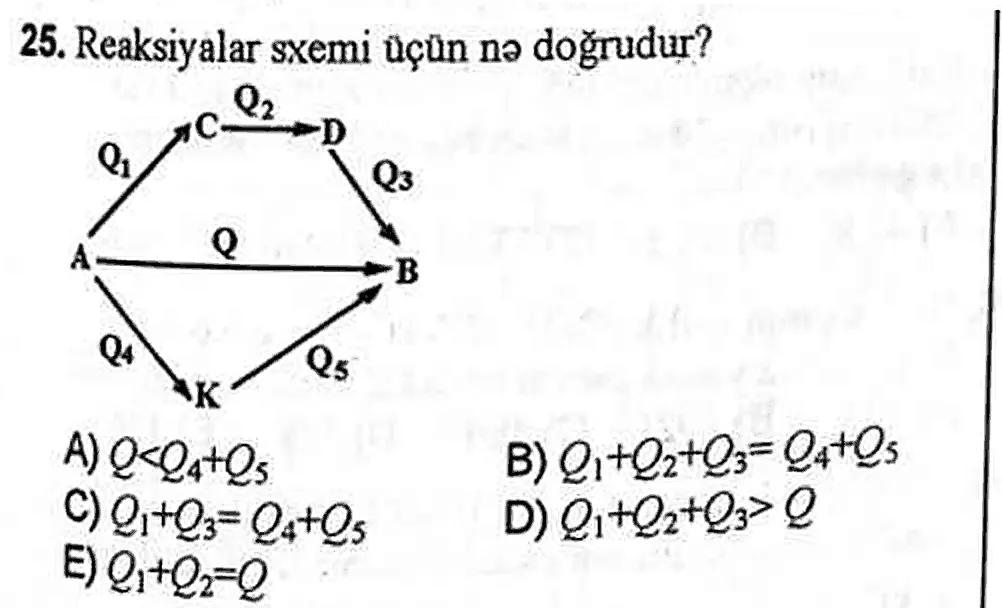 25. Reaksiyalar sxemi üçün nə doğrudur?
Q₂
C D
Q₁
Q₃
Q
A B
Q₄
Q₅
K
A) Q<Q₄+Q₅ B) Q₁+Q₂+Q₃= Q₄+Q₅
C) Q₁+Q₃= Q₄+Q₅ D) Q₁+Q₂+Q₃> Q
E) Q₁+Q₂=Q